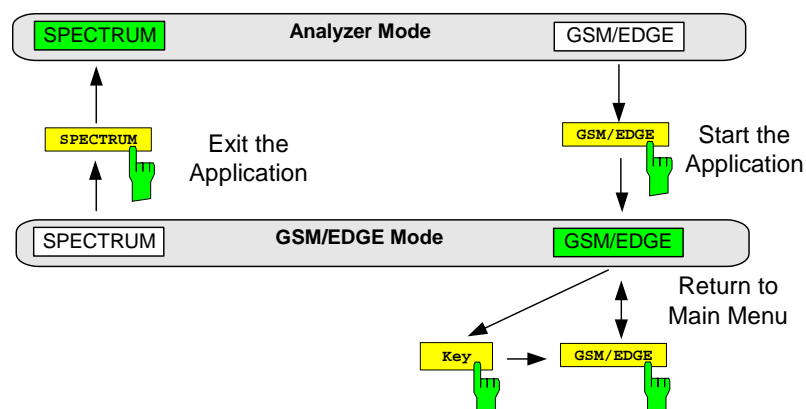 SPECTRUM
Analyzer Mode
GSM/EDGE
SPECTRUM
Exit the
Application
GSM/EDGE
Start the
Application
SPECTRUM
GSM/EDGE Mode
GSM/EDGE
Return to
Main Menu
Key
GSM/EDGE